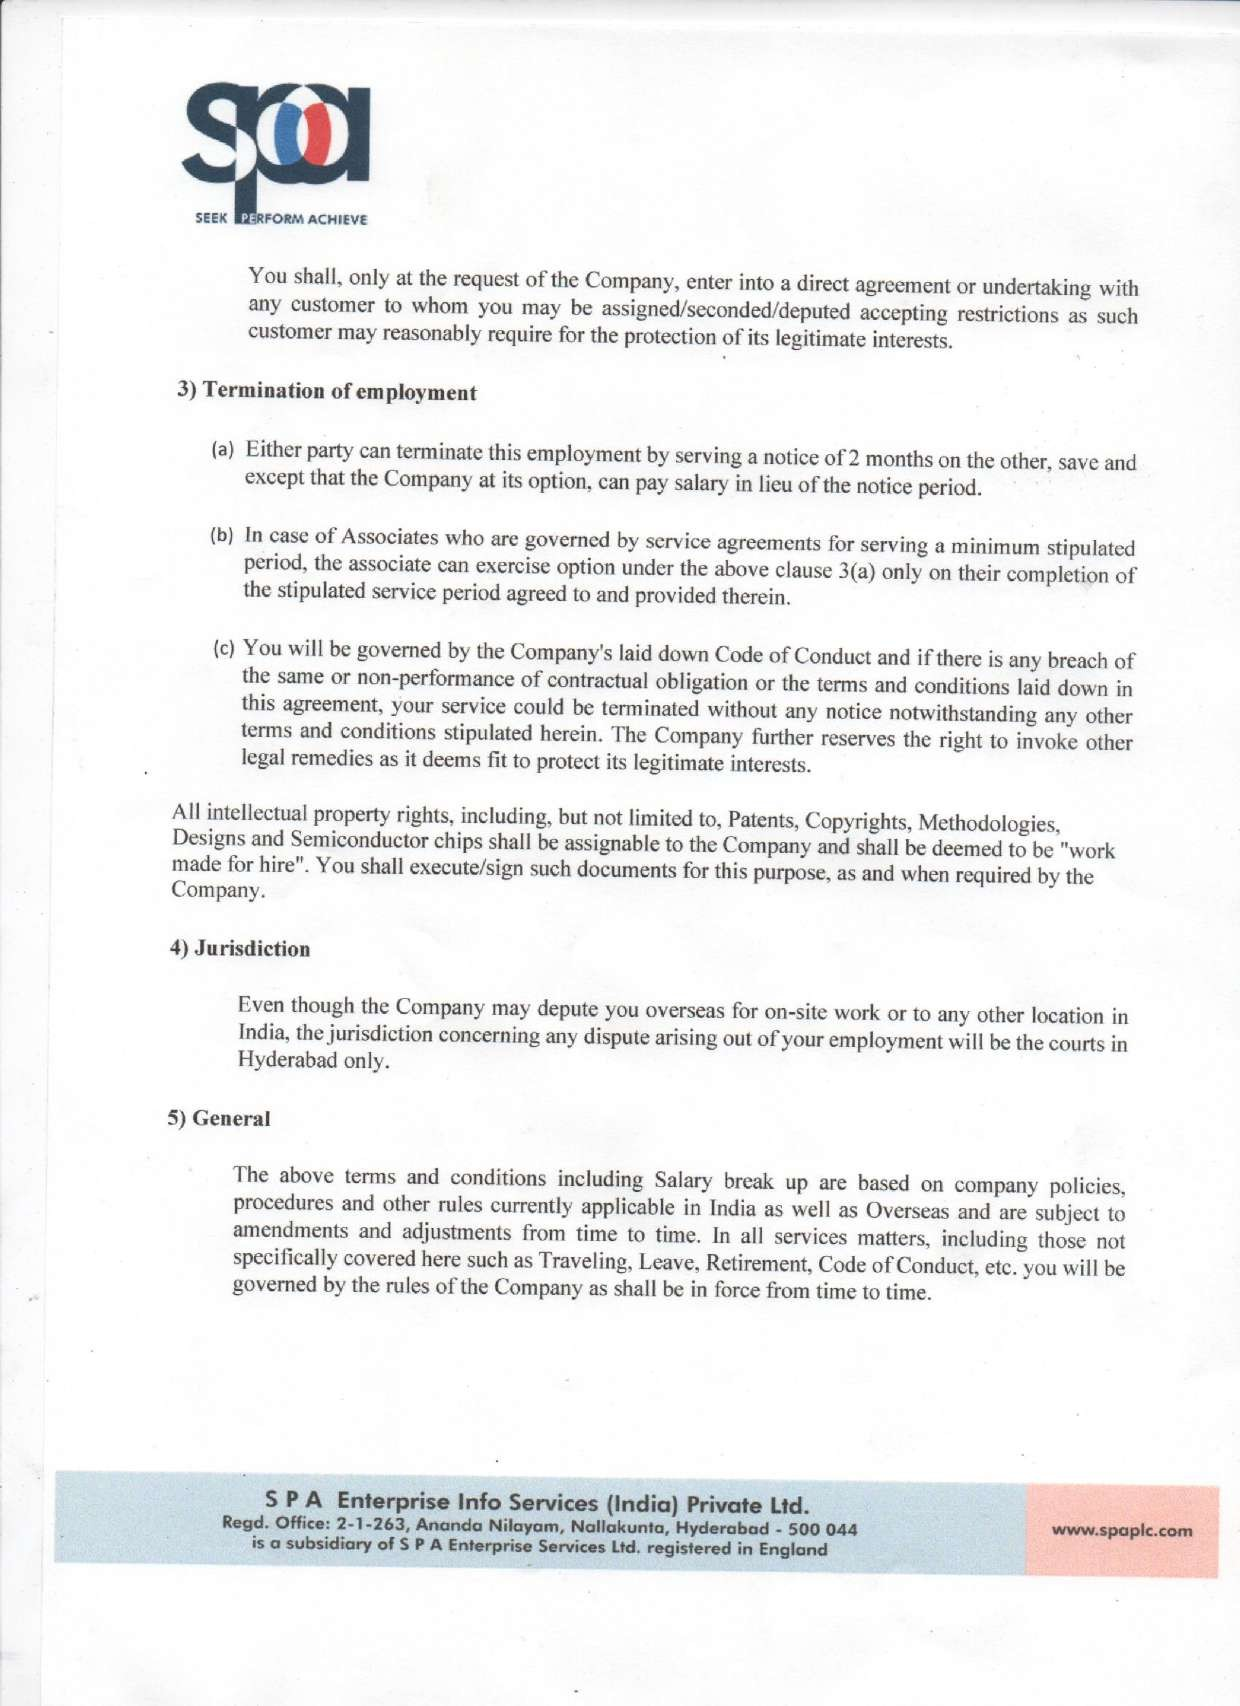 spa
SEEK PERFORM ACHIEVE
You shall, only at the request of the Company, enter into a direct agreement or undertaking with
any customer to whom you may be assigned/seconded/deputed accepting restrictions as such
customer may reasonably require for the protection of its legitimate interests.
3) Termination of employment
(a) Either party can terminate this employment by serving a notice of 2 months on the other, save and
except that the Company at its option, can pay salary in lieu of the notice period.
(b) In case of Associates who are governed by service agreements for serving a minimum stipulated
period, the associate can exercise option under the above clause 3(a) only on their completion of
the stipulated service period agreed to and provided therein.
(c) You will be governed by the Company's laid down Code of Conduct and if there is any breach of
the same or non-performance of contractual obligation or the terms and conditions laid down in
this agreement, your service could be terminated without any notice notwithstanding any other
terms and conditions stipulated herein. The Company further reserves the right to invoke other
legal remedies as it deems fit to protect its legitimate interests.
All intellectual property rights, including, but not limited to, Patents, Copyrights, Methodologies,
Designs and Semiconductor chips shall be assignable to the Company and shall be deemed to be "work
made for hire". You shall execute/sign such documents for this purpose, as and when required by the
Company.
4) Jurisdiction
Even though the Company may depute you overseas for on-site work or to any other location in
India, the jurisdiction concerning any dispute arising out of your employment will be the courts in
Hyderabad only.
5) General
The above terms and conditions including Salary break up are based on company policies,
procedures and other rules currently applicable in India as well as Overseas and are subject to
amendments and adjustments from time to time. In all services matters, including those not
specifically covered here such as Traveling, Leave, Retirement, Code of Conduct, etc. you will be
governed by the rules of the Company as shall be in force from time to time.
S P A Enterprise Info Services (India) Private Ltd.
Regd. Office: 2-1-263, Ananda Nilayam, Nallakunta, Hyderabad - 500 044
is a subsidiary of S P A Enterprise Services Ltd. registered in England
www.spaplc.com